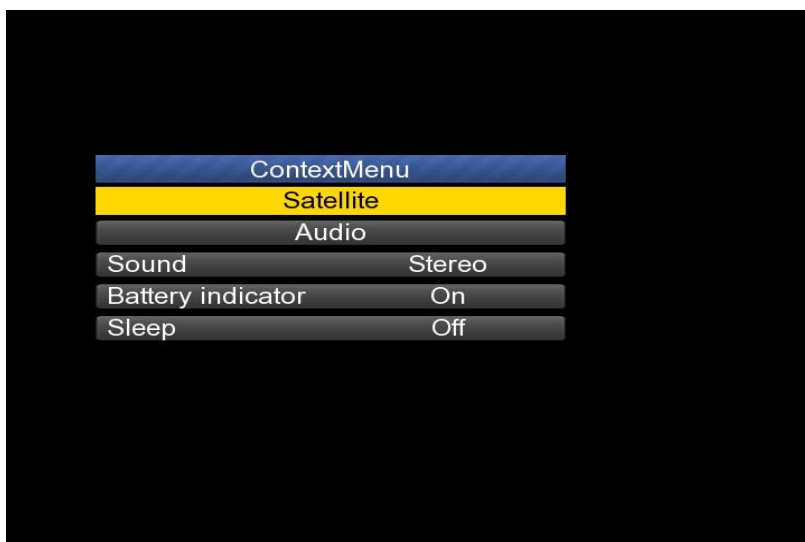 ContextMenu
Satellite
Audio
Sound Stereo
Battery indicator On
Sleep Off